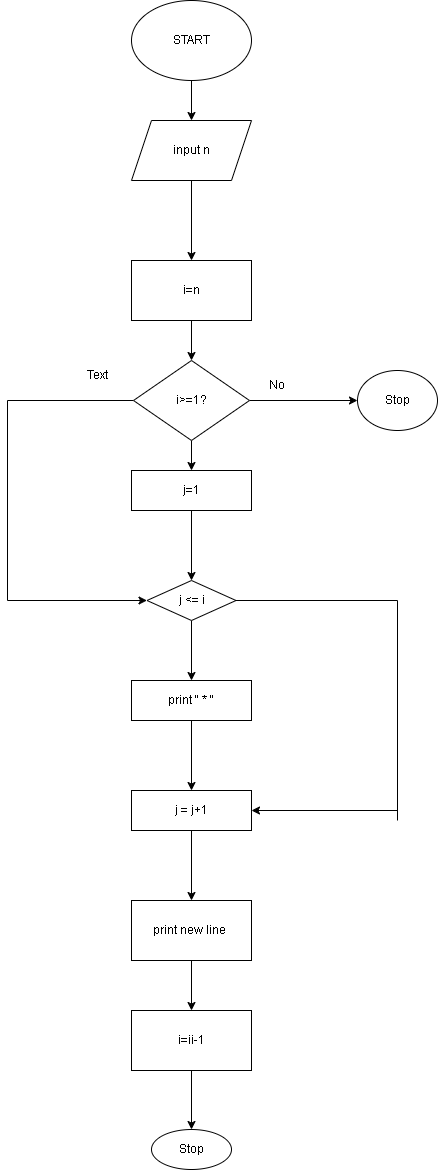 START
input n
i=n
Text
i>=1?
No
Stop
j=1
j <= i
print " * "
j = j+1
print new line
i=ii-1
Stop